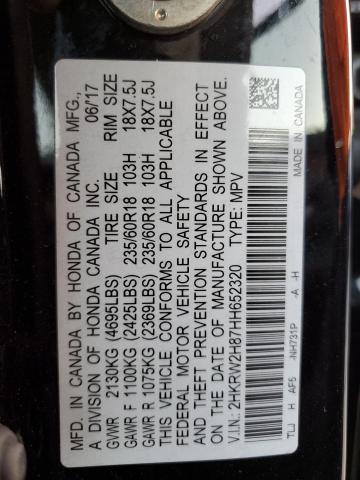 MFD. IN CANADA BY HONDA OF CANADA MFG.,
A DIVISION OF HONDA CANADA INC. 06/17
GVWR 2130KG (4695LBS) TIRE SIZE RIM SIZE
GAWR F 1100KG (2425LBS) 235/60R18 103H 18X7.5J
GAWR R 1075KG (2369LBS) 235/60R18 103H 18X7.5J
THIS VEHICLE CONFORMS TO ALL APPLICABLE
FEDERAL MOTOR VEHICLE SAFETY
AND THEFT PREVENTION STANDARDS IN EFFECT
ON THE DATE OF MANUFACTURE SHOWN ABOVE.
V.I.N.: 2HKRW2H87HH652320 TYPE: MPV
TLJ H AF5 -NH731P -A -H MADE IN CANADA